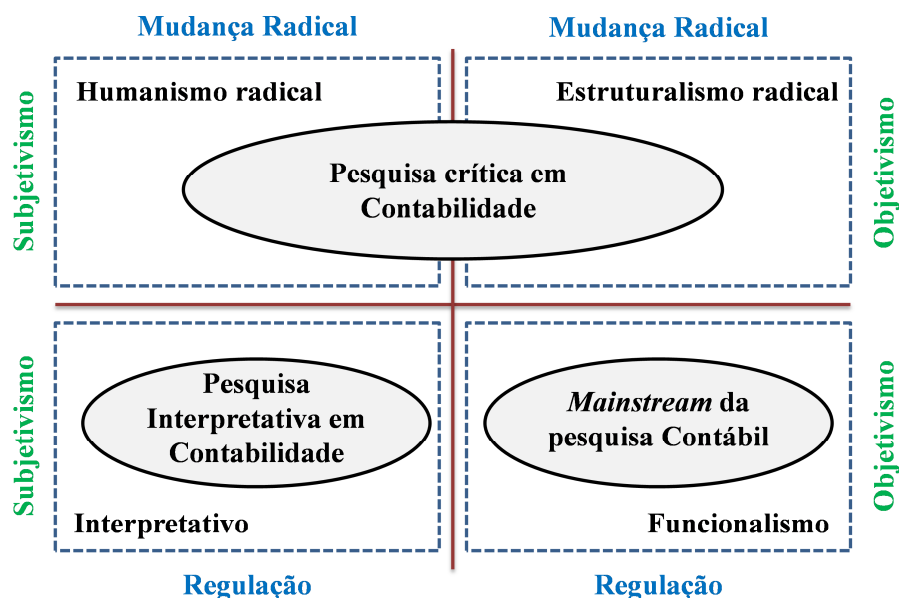 Mudança Radical
Mudança Radical
Subjetivismo
Humanismo radical
Estruturalismo radical
Objetivismo
Pesquisa crítica em
Contabilidade
Subjetivismo
Pesquisa
Interpretativa em
Contabilidade
Interpretativo
Mainstream da
pesquisa Contábil
Funcionalismo
Objetivismo
Regulação
Regulação